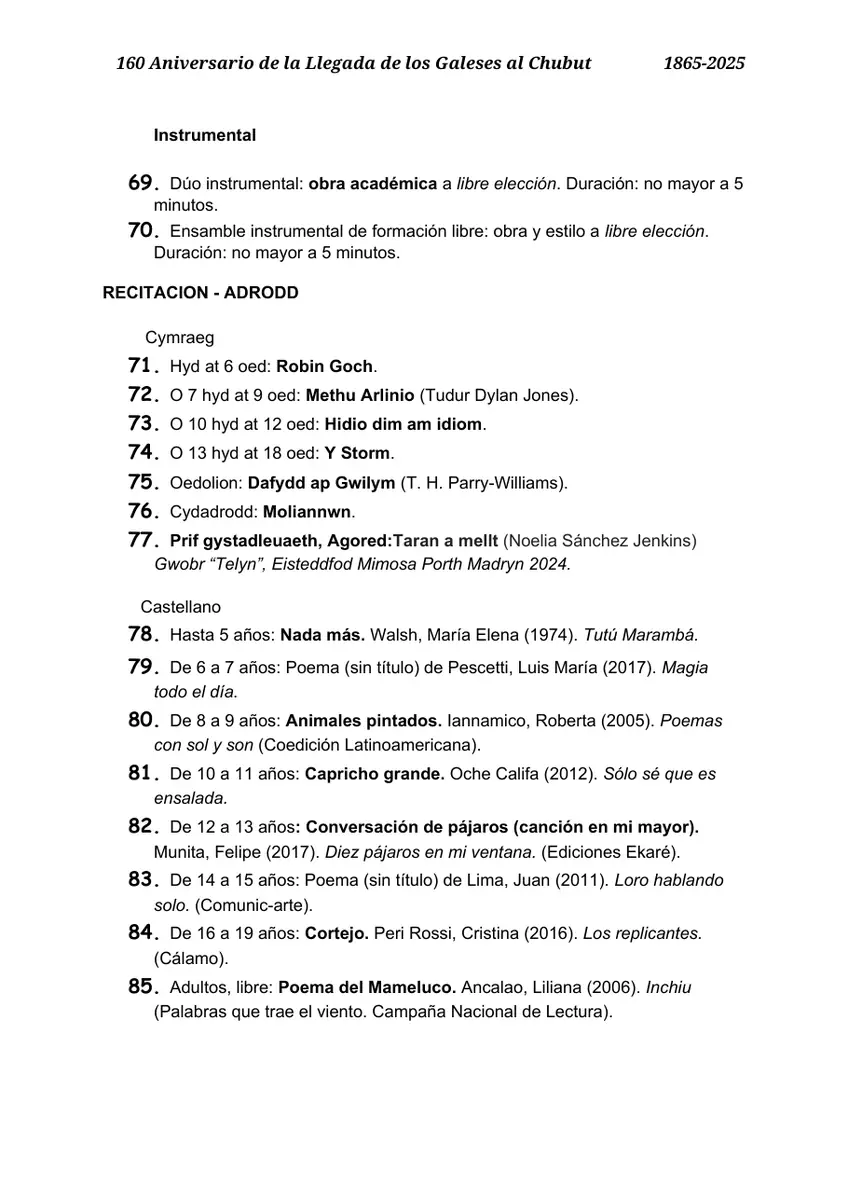 160 Aniversario de la Llegada de los Galeses al Chubut 1865-2025
Instrumental
69. Dúo instrumental: obra académica a libre elección. Duración: no mayor a 5
minutos.
70. Ensamble instrumental de formación libre: obra y estilo a libre elección.
Duración: no mayor a 5 minutos.
RECITACION - ADRODD
Cymraeg
71. Hyd at 6 oed: Robin Goch.
72. O 7 hyd at 9 oed: Methu Arlinio (Tudur Dylan Jones).
73. O 10 hyd at 12 oed: Hidio dim am idiom.
74. O 13 hyd at 18 oed: Y Storm.
75. Oedolion: Dafydd ap Gwilym (T. H. Parry-Williams).
76. Cydadrodd: Moliannwn.
77. Prif gystadleuaeth, Agored:Taran a mellt (Noelia Sánchez Jenkins)
Gwobr “Telyn”, Eisteddfod Mimosa Porth Madryn 2024.
Castellano
78. Hasta 5 años: Nada más. Walsh, María Elena (1974). Tutú Marambá.
79. De 6 a 7 años: Poema (sin título) de Pescetti, Luis María (2017). Magia
todo el día.
80. De 8 a 9 años: Animales pintados. Iannamico, Roberta (2005). Poemas
con sol y son (Coedición Latinoamericana).
81. De 10 a 11 años: Capricho grande. Oche Califa (2012). Sólo sé que es
ensalada.
82. De 12 a 13 años: Conversación de pájaros (canción en mi mayor).
Munita, Felipe (2017). Diez pájaros en mi ventana. (Ediciones Ekaré).
83. De 14 a 15 años: Poema (sin título) de Lima, Juan (2011). Loro hablando
solo. (Comunic-arte).
84. De 16 a 19 años: Cortejo. Peri Rossi, Cristina (2016). Los replicantes.
(Cálamo).
85. Adultos, libre: Poema del Mameluco. Ancalao, Liliana (2006). Inchiu
(Palabras que trae el viento. Campaña Nacional de Lectura).